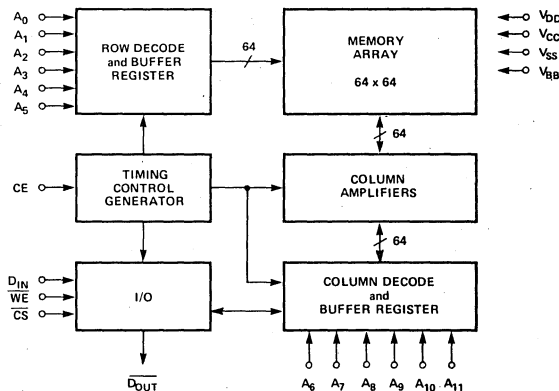 A0
A1
A2
A3
A4
A5
ROW DECODE
and BUFFER
REGISTER
64
MEMORY
ARRAY
64 x 64
VDD
VCC
VSS
VBB
64
CE
TIMING
CONTROL
GENERATOR
COLUMN
AMPLIFIERS
64
DIN
WE
CS
I/O
COLUMN DECODE
and
BUFFER REGISTER
DOUT
A6 A7 A8 A9 A10 A11